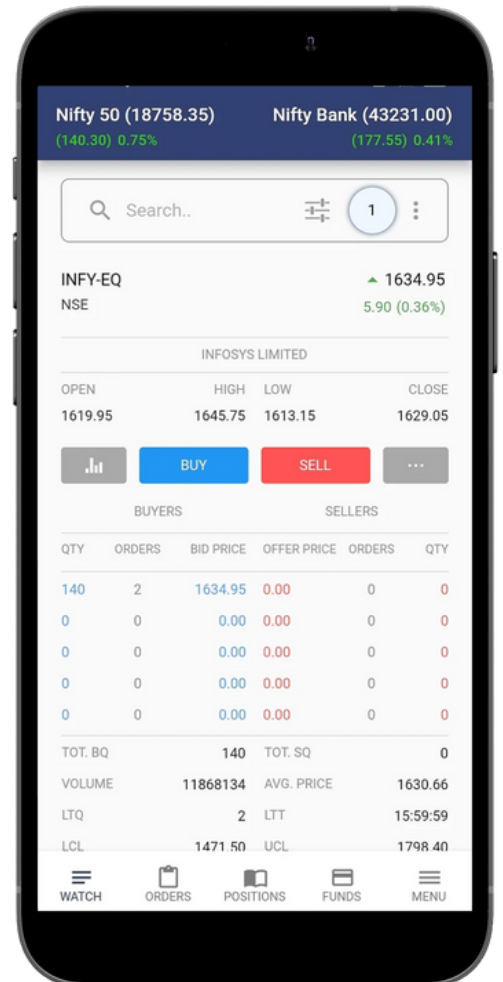 Nifty 50 (18758.35) Nifty Bank (43231.00)
(140.30) 0.75% (177.55) 0.41%
Search.. 1
INFY-EQ 1634.95
NSE 5.90 (0.36%)
INFOSYS LIMITED
OPEN HIGH LOW CLOSE
1619.95 1645.75 1613.15 1629.05
BUY SELL ...
BUYERS SELLERS
QTY ORDERS BID PRICE OFFER PRICE ORDERS QTY
140 2 1634.95 0.00 0 0
0 0 0.00 0.00 0 0
0 0 0.00 0.00 0 0
0 0 0.00 0.00 0 0
0 0 0.00 0.00 0 0
TOT. BQ 140 TOT. SQ 0
VOLUME 11868134 AVG. PRICE 1630.66
LTQ 2 LTT 15:59:59
LCL 1471.50 UCL 1798.40
WATCH ORDERS POSITIONS FUNDS MENU